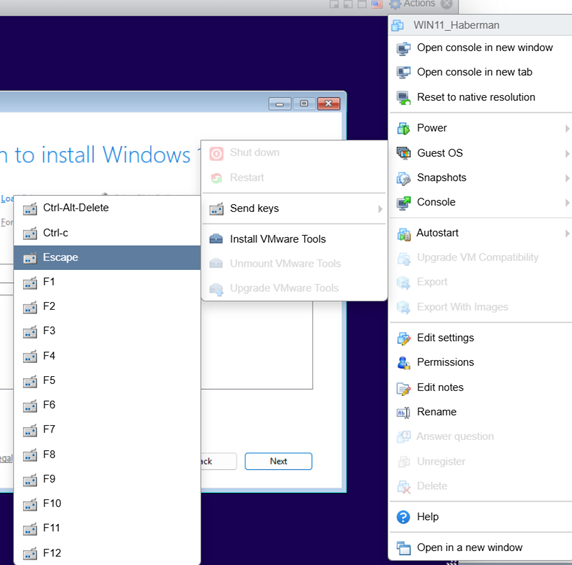 Actions
WIN11_Haberman
Open console in new window
Open console in new tab
Reset to native resolution
Power
Guest OS
Snapshots
Console
Autostart
Upgrade VM Compatibility
Export
Export With Images
Edit settings
Permissions
Edit notes
Rename
Answer question
Unregister
Delete
Help
Open in a new window
Shut down
Restart
Send keys
Install VMware Tools
Unmount VMware Tools
Upgrade VMware Tools
to install Windows
Ctrl-Alt-Delete
Ctrl-c
Escape
F1
F2
F3
F4
F5
F6
F7
F8
F9
F10
F11
F12
Next